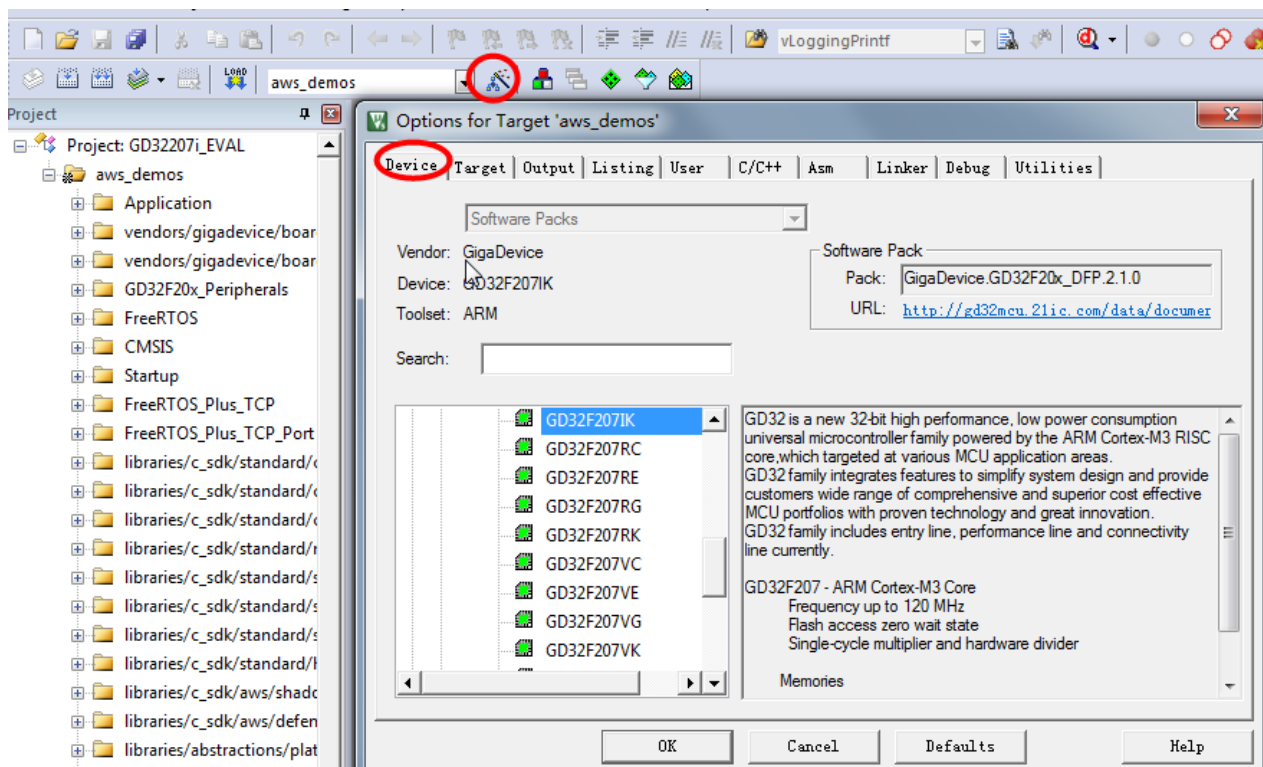 vLoggingPrintf
LOAD
aws_demos
Project
Project: GD32207i_EVAL
aws_demos
Application
vendors/gigadevice/boar
vendors/gigadevice/boar
GD32F20x_Peripherals
FreeRTOS
CMSIS
Startup
FreeRTOS_Plus_TCP
FreeRTOS_Plus_TCP_Port
libraries/c_sdk/standard/c
libraries/c_sdk/standard/c
libraries/c_sdk/standard/c
libraries/c_sdk/standard/r
libraries/c_sdk/standard/s
libraries/c_sdk/standard/s
libraries/c_sdk/standard/s
libraries/c_sdk/standard/h
libraries/c_sdk/aws/shadc
libraries/c_sdk/aws/defen
libraries/abstractions/plat
Options for Target 'aws_demos'
Device Target Output Listing User C/C++ Asm Linker Debug Utilities
Software Packs
Vendor: GigaDevice
Device: GD32F207IK
Toolset: ARM
Search:
Software Pack
Pack: GigaDevice.GD32F20x_DFP.2.1.0
URL: http://gd32mcu.21ic.com/data/documer
GD32F207IK
GD32F207RC
GD32F207RE
GD32F207RG
GD32F207RK
GD32F207VC
GD32F207VE
GD32F207VG
GD32F207VK
GD32 is a new 32-bit high performance, low power consumption
universal microcontroller family powered by the ARM Cortex-M3 RISC
core,which targeted at various MCU application areas.
GD32 family integrates features to simplify system design and provide
customers wide range of comprehensive and superior cost effective
MCU portfolios with proven technology and great innovation.
GD32 family includes entry line, performance line and connectivity
line currently.
GD32F207 - ARM Cortex-M3 Core
Frequency up to 120 MHz
Flash access zero wait state
Single-cycle multiplier and hardware divider
Memories
OK Cancel Defaults Help